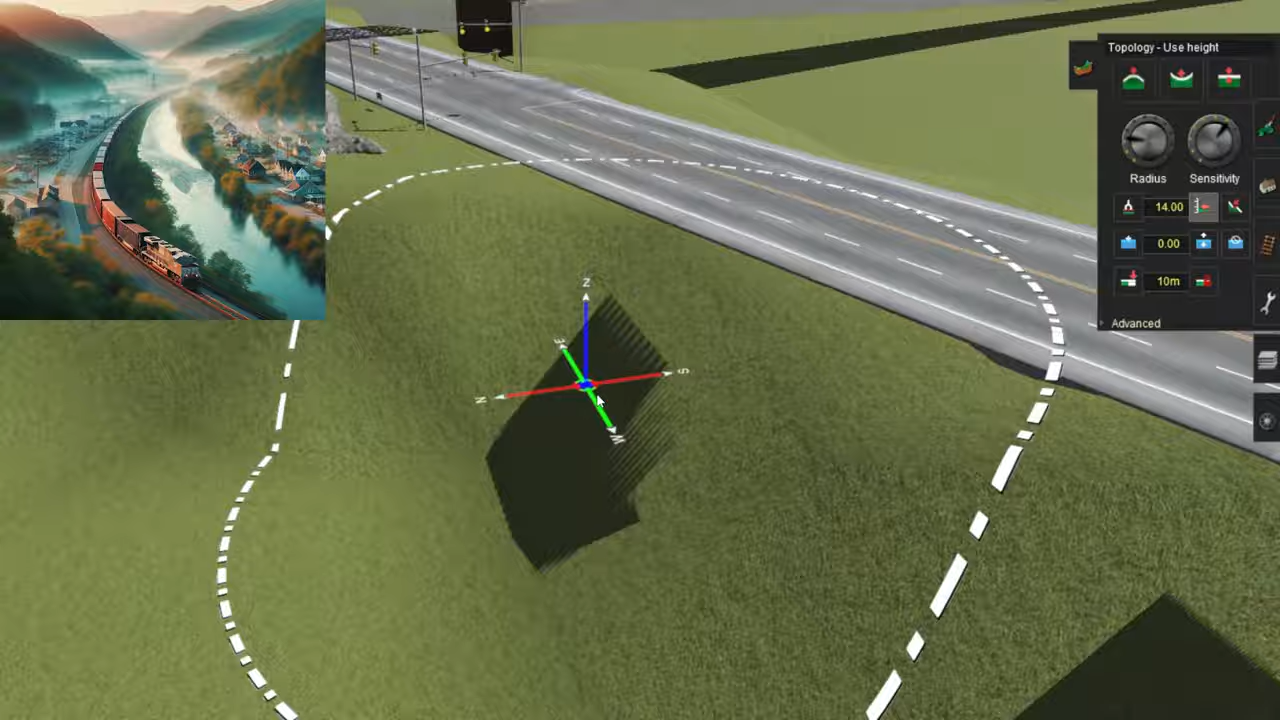 Topology - Use height
Radius
Sensitivity
14.00
0.00
10m
Advanced
Z
E
N
S
W